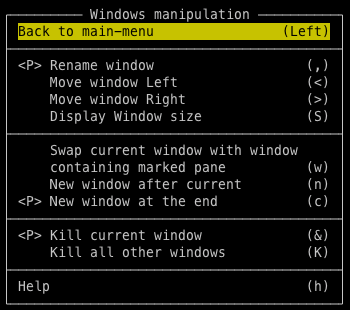 Windows manipulation
Back to main-menu (Left)
<P> Rename window (,)
Move window Left (<)
Move window Right (>)
Display Window size (S)
Swap current window with window
containing marked pane (w)
New window after current (n)
<P> New window at the end (c)
<P> Kill current window (&)
Kill all other windows (K)
Help (h)